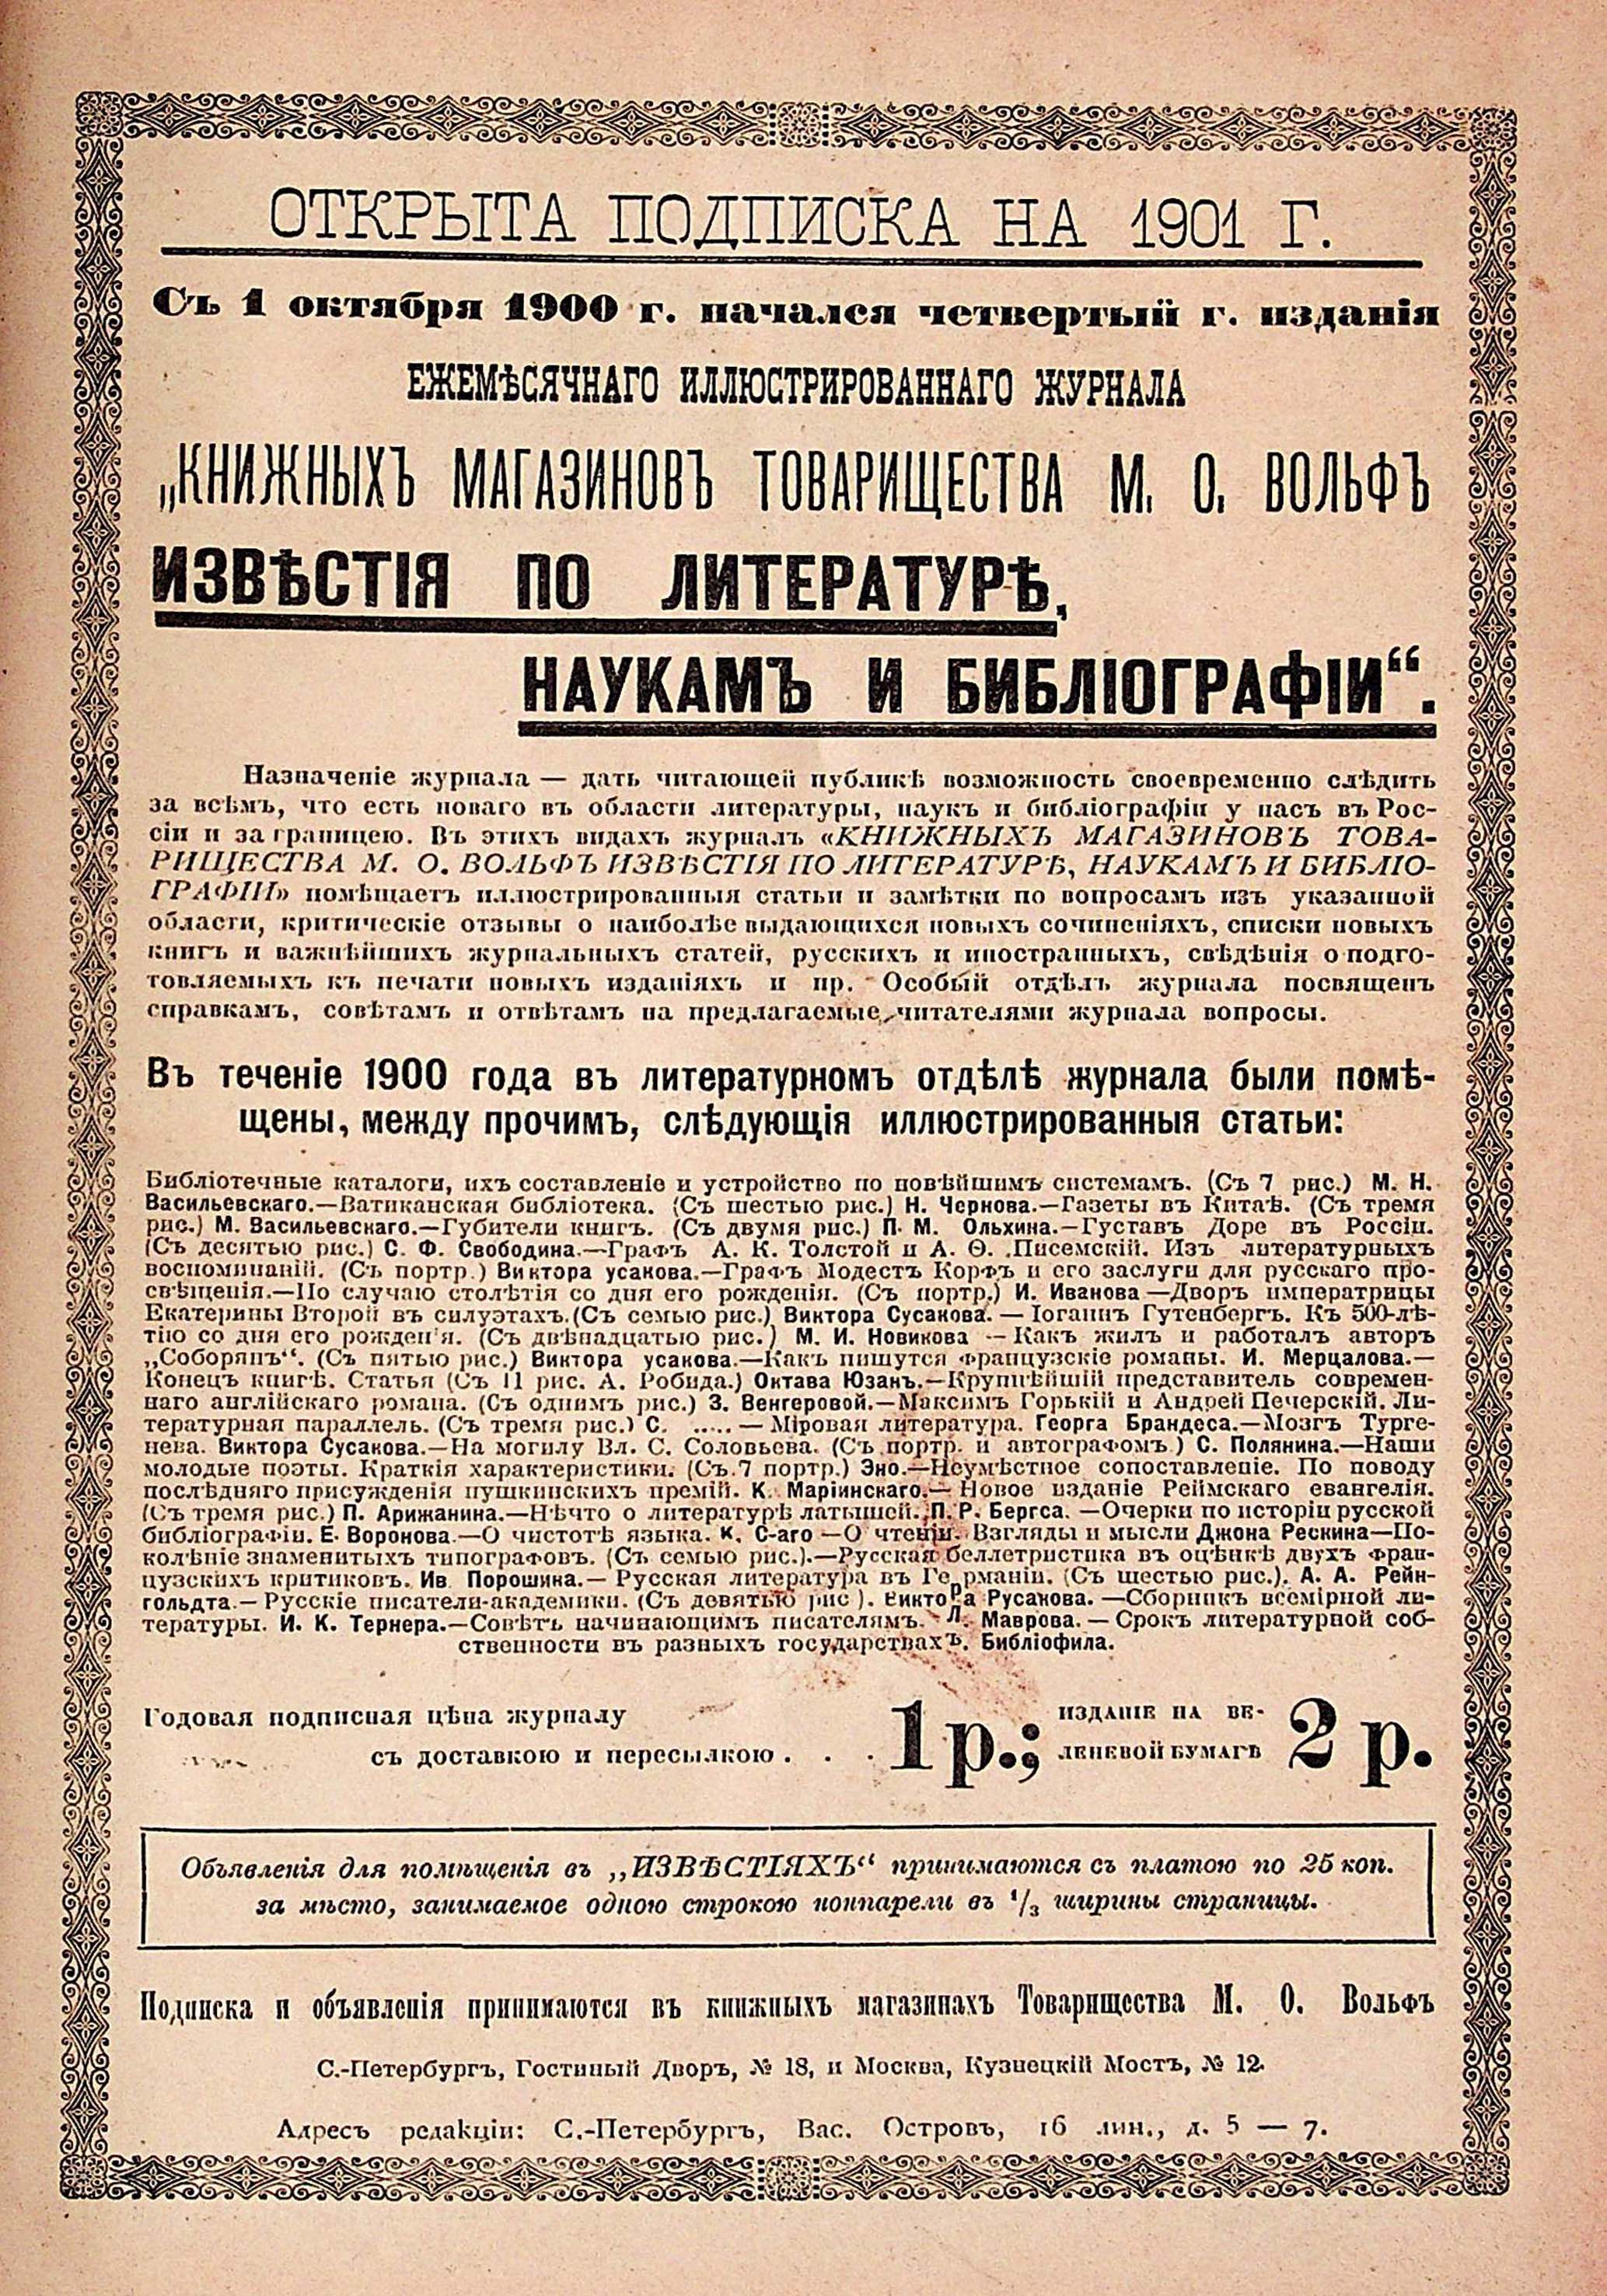 ОТКРЫТА ПОДПИСКА НА 1901 Г.
Съ 1 октября 1900 г. начался четвертый г. изданія
ЕЖЕМѢСЯЧНАГО ИЛЛЮСТРИРОВАННАГО ЖУРНАЛА
„КНИЖНЫХЪ МАГАЗИНОВЪ ТОВАРИЩЕСТВА М. О. ВОЛЬФЪ
ИЗВѢСТІЯ ПО ЛИТЕРАТУРѢ,
НАУКАМЪ И БИБЛІОГРАФІИ“.
Назначеніе журнала — дать читающей публикѣ возможность своевременно слѣдить
за всѣмъ, что есть новаго въ области литературы, наукъ и библіографіи у насъ въ Рос-
сіи и за границею. Въ этихъ видахъ журналъ «КНИЖНЫХЪ МАГАЗИНОВЪ ТОВА-
РИЩЕСТВА М. О. ВОЛЬФЪ ИЗВѢСТІЯ ПО ЛИТЕРАТУРѢ, НАУКАМЪ И БИБЛІО-
ГРАФІИ» помѣщаетъ иллюстрированныя статьи и замѣтки по вопросамъ изъ указанной
области, критическіе отзывы о наиболѣе выдающихся новыхъ сочиненіяхъ, списки новыхъ
книгъ и важнѣйшихъ журнальныхъ статей, русскихъ и иностранныхъ, свѣдѣнія о подго-
товляемыхъ къ печати новыхъ изданіяхъ и пр. Особый отдѣлъ журнала посвященъ
справкамъ, совѣтамъ и отвѣтамъ на предлагаемые читателями журнала вопросы.
Въ теченіе 1900 года въ литературномъ отдѣлѣ журнала были помѣ-
щены, между прочимъ, слѣдующія иллюстрированныя статьи:
Библіотечные каталоги, ихъ составленіе и устройство по новѣйшимъ системамъ. (Съ 7 рис.) М. Н.
Васильевскаго.—Ватиканская библіотека. (Съ шестью рис.) Н. Чернова.—Газеты въ Китаѣ. (Съ тремя
рис.) М. Васильевскаго.—Губители книгъ. (Съ двумя рис.) П. М. Ольхина.—Густавъ Доре въ Россіи.
(Съ десятью рис.) С. Ф. Свободина.—Графъ А. К. Толстой и А. Ѳ. Писемскій. Изъ литературныхъ
воспоминаній. (Съ портр.) Виктора усакова.—Графъ Модестъ Корфъ и его заслуги для русскаго про-
свѣщенія.—По случаю столѣтія со дня его рожденія. (Съ портр.) И. Иванова—Дворъ императрицы
Екатерины Второй въ силуэтахъ. (Съ семью рис.) Виктора Сусакова. — Іоганнъ Гутенбергъ. Къ 500-лѣ-
тію со дня его рожден'я. (Съ двѣнадцатью рис.) М. И. Новикова — Какъ жилъ и работалъ авторъ
„Соборянъ“. (Съ пятью рис.) Виктора усакова.—Какъ пишутся французскіе романы. И. Мерцалова.—
Конецъ книгѣ. Статья (Съ 11 рис. А. Робида.) Октава Юзанъ.—Крупнѣйшій представитель современ-
наго англійскаго романа. (Съ однимъ рис.) З. Венгеровой.—Максимъ Горькій и Андрей Печерскій. Ли-
тературная параллель. (Съ тремя рис.) С. ..... — Міровая литература. Георга Брандеса.—Мозгъ Турге-
нева. Виктора Сусакова.—На могилу Вл. С. Соловьева. (Съ портр. и автографомъ.) С. Полянина.—Наши
молодые поэты. Краткія характеристики. (Съ 7 портр.) Эно.—Неумѣстное сопоставленіе. По поводу
послѣдняго присужденія пушкинскихъ премій. К. Маріинскаго.—Новое изданіе Реймскаго евангелія.
(Съ тремя рис.) П. Арижанина.—Нѣчто о литературѣ латышей. П. Р. Бергса. —Очерки по исторіи русской
библіографіи. Е. Воронова.—О чистотѣ языка. К. С-аго —О чтеніи. Взгляды и мысли Джона Рескина—По-
колѣніе знаменитыхъ типографовъ. (Съ семью рис.).—Русская беллетристика въ оцѣнкѣ двухъ фран-
цузскихъ критиковъ. Ив Порошина.— Русская литература въ Германіи. (Съ шестью рис.). А. А. Рейн-
гольдта.— Русскіе писатели-академики. (Съ девятью рис ). Виктора Русакова. —Сборникъ всемірной ли-
тературы. И. К. Тернера.—Совѣтъ начинающимъ писателямъ. Л. Маврова. — Срокъ литературной соб-
ственности въ разныхъ государствахъ. Библіофила.
Годовая подписная цѣна журналу
съ доставкою и пересылкою . . . 1 р.; ИЗДАНІЕ НА ВЕ-
ЛЕНЕВОЙ БУМАГѢ 2 р.
Объявленія для помѣщенія въ „ИЗВѢСТІЯХЪ“ принимаются съ платою по 25 коп.
за мѣсто, занимаемое одною строкою нонпарели въ 1/3 ширины страницы.
Подписка и объявленія принимаются въ книжныхъ магазинахъ Товарищества М. О. Вольфъ
С.-Петербургъ, Гостиный Дворъ, № 18, и Москва, Кузнецкій Мостъ, № 12.
Адресъ редакціи: С.-Петербургъ, Вас. Островъ, 16 лин., д. 5 — 7.